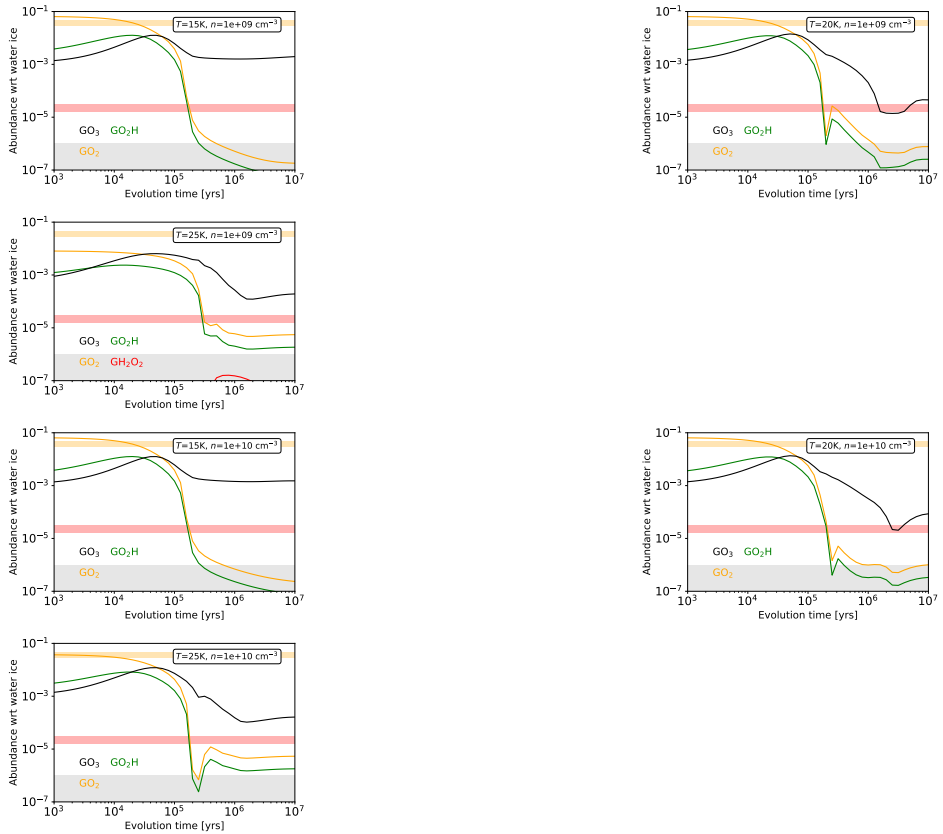 T=15K, n=1e+09 cm⁻³
Abundance wrt water ice
10⁻¹
10⁻³
10⁻⁵
10⁻⁷
GO₃ GO₂H
GO₂
10³ 10⁴ 10⁵ 10⁶ 10⁷
Evolution time [yrs]
T=20K, n=1e+09 cm⁻³
Abundance wrt water ice
10⁻¹
10⁻³
10⁻⁵
10⁻⁷
GO₃ GO₂H
GO₂
10³ 10⁴ 10⁵ 10⁶ 10⁷
Evolution time [yrs]
T=25K, n=1e+09 cm⁻³
Abundance wrt water ice
10⁻¹
10⁻³
10⁻⁵
10⁻⁷
GO₃ GO₂H
GO₂ GH₂O₂
10³ 10⁴ 10⁵ 10⁶ 10⁷
Evolution time [yrs]
T=15K, n=1e+10 cm⁻³
Abundance wrt water ice
10⁻¹
10⁻³
10⁻⁵
10⁻⁷
GO₃ GO₂H
GO₂
10³ 10⁴ 10⁵ 10⁶ 10⁷
Evolution time [yrs]
T=20K, n=1e+10 cm⁻³
Abundance wrt water ice
10⁻¹
10⁻³
10⁻⁵
10⁻⁷
GO₃ GO₂H
GO₂
10³ 10⁴ 10⁵ 10⁶ 10⁷
Evolution time [yrs]
T=25K, n=1e+10 cm⁻³
Abundance wrt water ice
10⁻¹
10⁻³
10⁻⁵
10⁻⁷
GO₃ GO₂H
GO₂
10³ 10⁴ 10⁵ 10⁶ 10⁷
Evolution time [yrs]